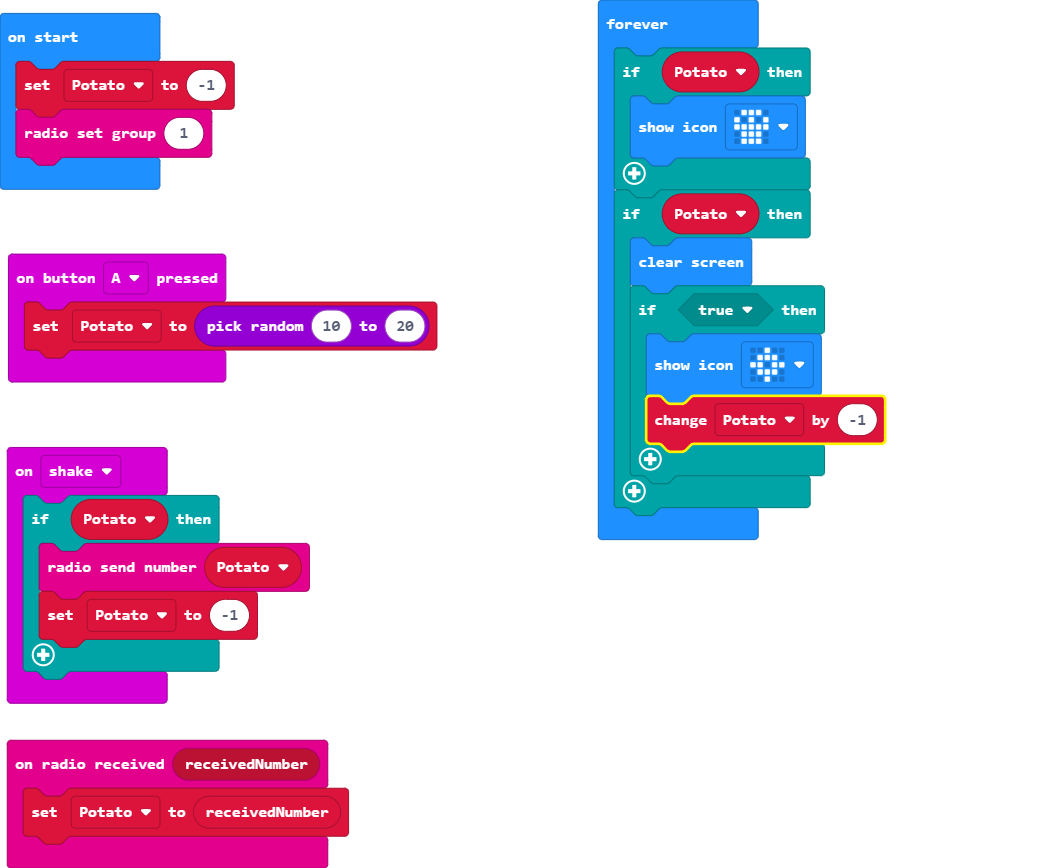 on start
set Potato to -1
radio set group 1
on button A pressed
set Potato to pick random 10 to 20
on shake
if Potato then
radio send number Potato
set Potato to -1
on radio received receivedNumber
set Potato to receivedNumber
forever
if Potato then
show icon
if Potato then
clear screen
if true then
show icon
change Potato by -1